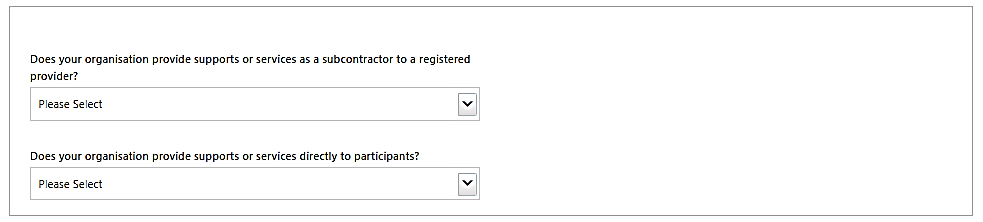 Does your organisation provide supports or services as a subcontractor to a registered
provider?
Please Select
Does your organisation provide supports or services directly to participants?
Please Select